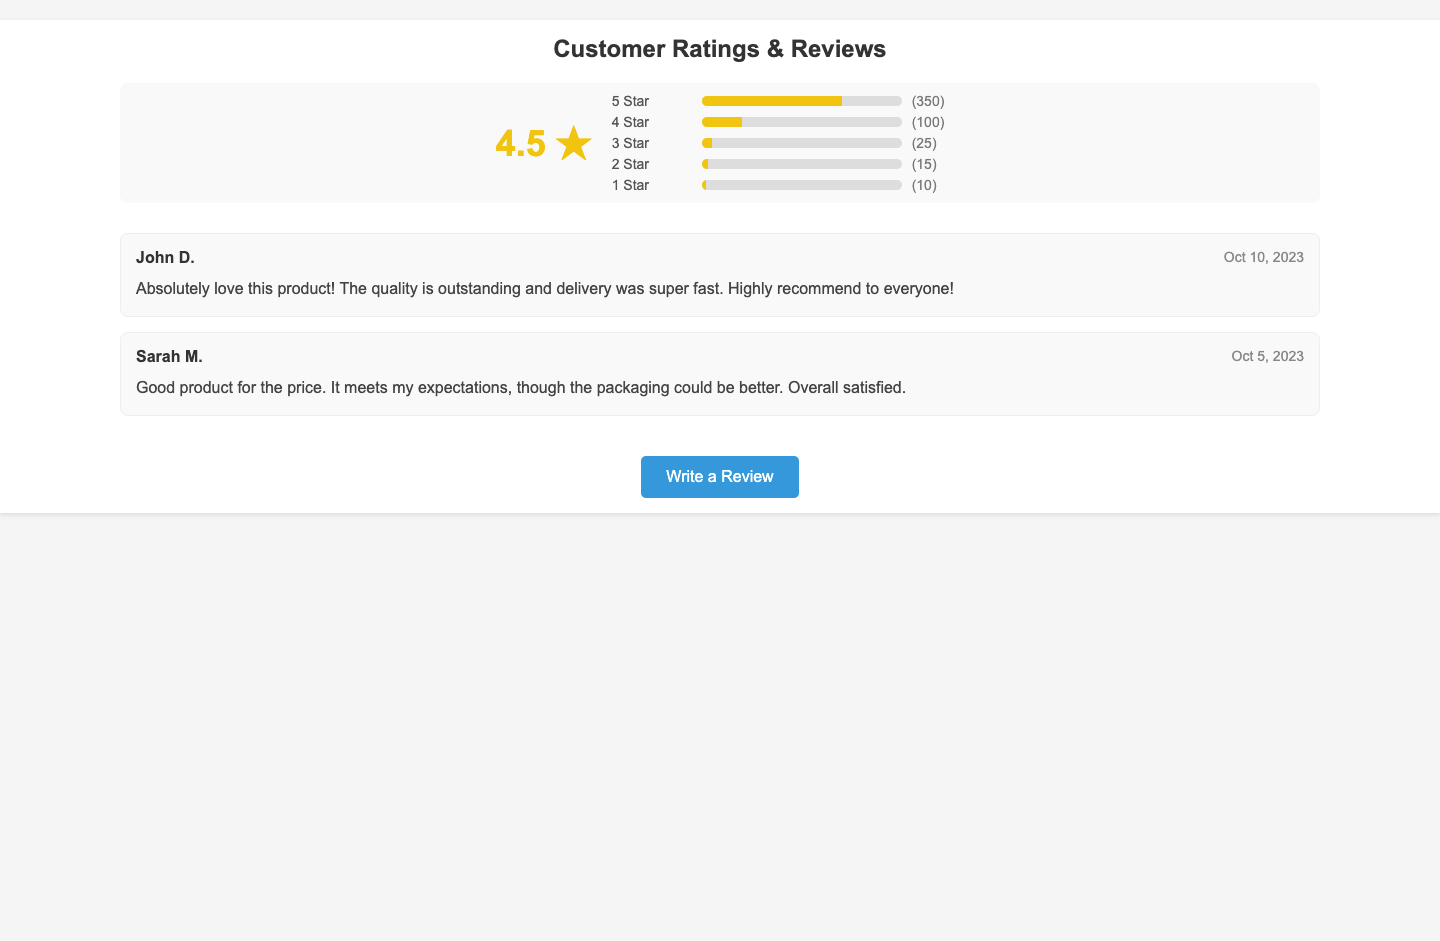 Customer Ratings & Reviews
4.5 ★
5 Star (350)
4 Star (100)
3 Star (25)
2 Star (15)
1 Star (10)
John D. Oct 10, 2023
Absolutely love this product! The quality is outstanding and delivery was super fast. Highly recommend to everyone!
Sarah M. Oct 5, 2023
Good product for the price. It meets my expectations, though the packaging could be better. Overall satisfied.
Write a Review